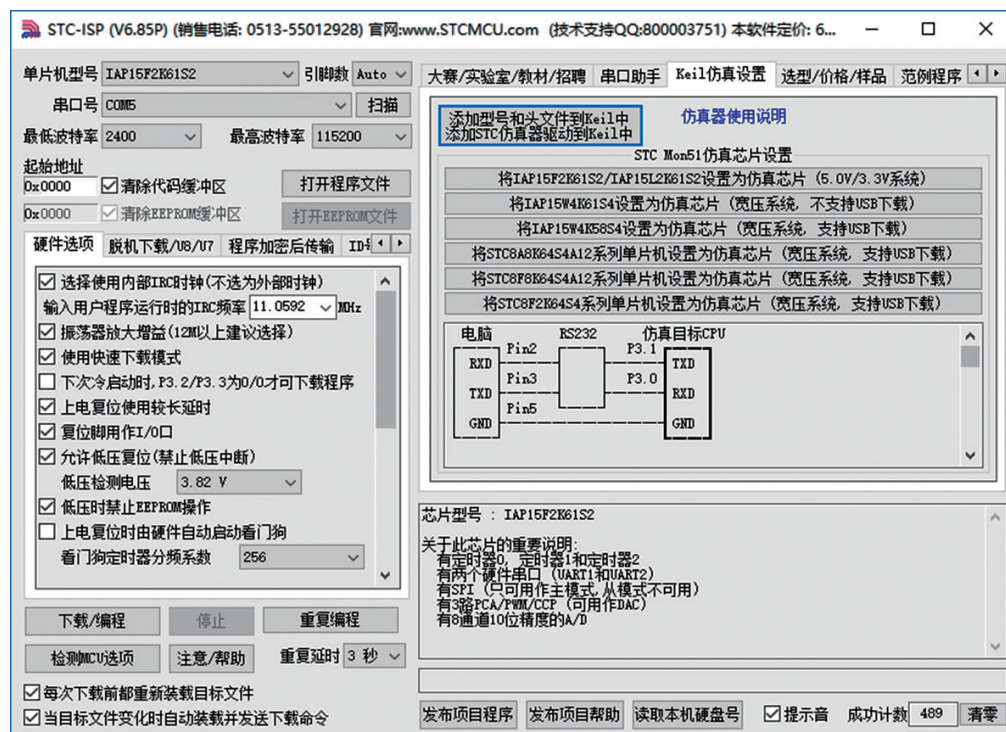 STC-ISP (V6.85P) (销售电话: 0513-55012928) 官网:www.STCMCU.com (技术支持QQ:800003751) 本软件定价: 6...
单片机型号 IAP15F2K61S2 引脚数 Auto
串口号 COM5 扫描
最低波特率 2400 最高波特率 115200
起始地址
0x0000 清除代码缓冲区 打开程序文件
0x0000 清除EEPROM缓冲区 打开EEPROM文件
硬件选项 脱机下载/U8/U7 程序加密后传输
选择使用内部IRC时钟(不选为外部时钟)
输入用户程序运行时的IRC频率 11.0592 MHz
振荡器放大增益(12M以上建议选择)
使用快速下载模式
下次冷启动时,P3.2/P3.3为0/0才可下载程序
上电复位使用较长延时
复位脚用作I/O口
允许低压复位(禁止低压中断)
低压检测电压 3.82 V
低压时禁止EEPROM操作
上电复位时由硬件自动启动看门狗
看门狗定时器分频系数 256
下载/编程 停止 重复编程
检测MCU选项 注意/帮助 重复延时 3 秒
每次下载前都重新装载目标文件
当目标文件变化时自动装载并发送下载命令
大赛/实验室/教材/招聘 串口助手 Keil仿真设置 选型/价格/样品 范例程序
添加型号和头文件到Keil中
添加STC仿真器驱动到Keil中
仿真器使用说明
STC Mon51仿真芯片设置
将IAP15F2K61S2/IAP15L2K61S2设置为仿真芯片 (5.0V/3.3V系统)
将IAP15W4K61S4设置为仿真芯片 (宽压系统, 不支持USB下载)
将IAP15W4K58S4设置为仿真芯片 (宽压系统, 支持USB下载)
将STC8A8K64S4A12系列单片机设置为仿真芯片 (宽压系统, 支持USB下载)
将STC8F8K64S4A12系列单片机设置为仿真芯片 (宽压系统, 支持USB下载)
将STC8F2K64S4系列单片机设置为仿真芯片 (宽压系统, 支持USB下载)
电脑 RS232 仿真目标CPU
Pin2 P3.1
RXD TXD
Pin3 P3.0
TXD RXD
Pin5
GND GND
芯片型号 : IAP15F2K61S2
关于此芯片的重要说明:
有定时器0, 定时器1和定时器2
有两个硬件串口 (UART1和UART2)
有SPI (只可用作主模式,从模式不可用)
有3路PCA/PWM/CCP (可用作DAC)
有8通道10位精度的A/D
发布项目程序 发布项目帮助 读取本机硬盘号 提示音 成功计数 489 清零